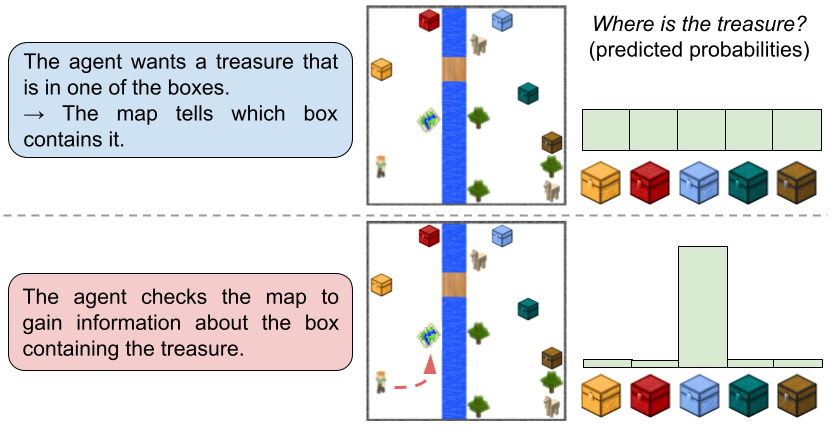 The agent wants a treasure that
is in one of the boxes.
→ The map tells which box
contains it.
Where is the treasure?
(predicted probabilities)
The agent checks the map to
gain information about the box
containing the treasure.